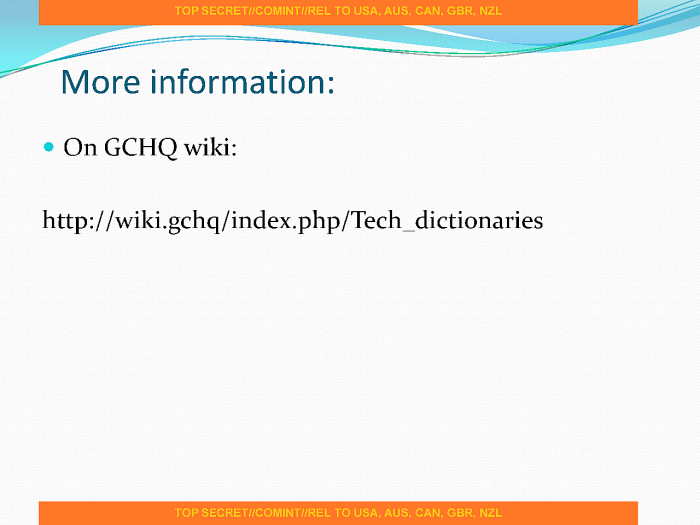 TOP SECRET//COMINT//REL TO USA, AUS, CAN, GBR, NZL
More information:
On GCHQ wiki:
http://wiki.gchq/index.php/Tech_dictionaries
TOP SECRET//COMINT//REL TO USA, AUS, CAN, GBR, NZL